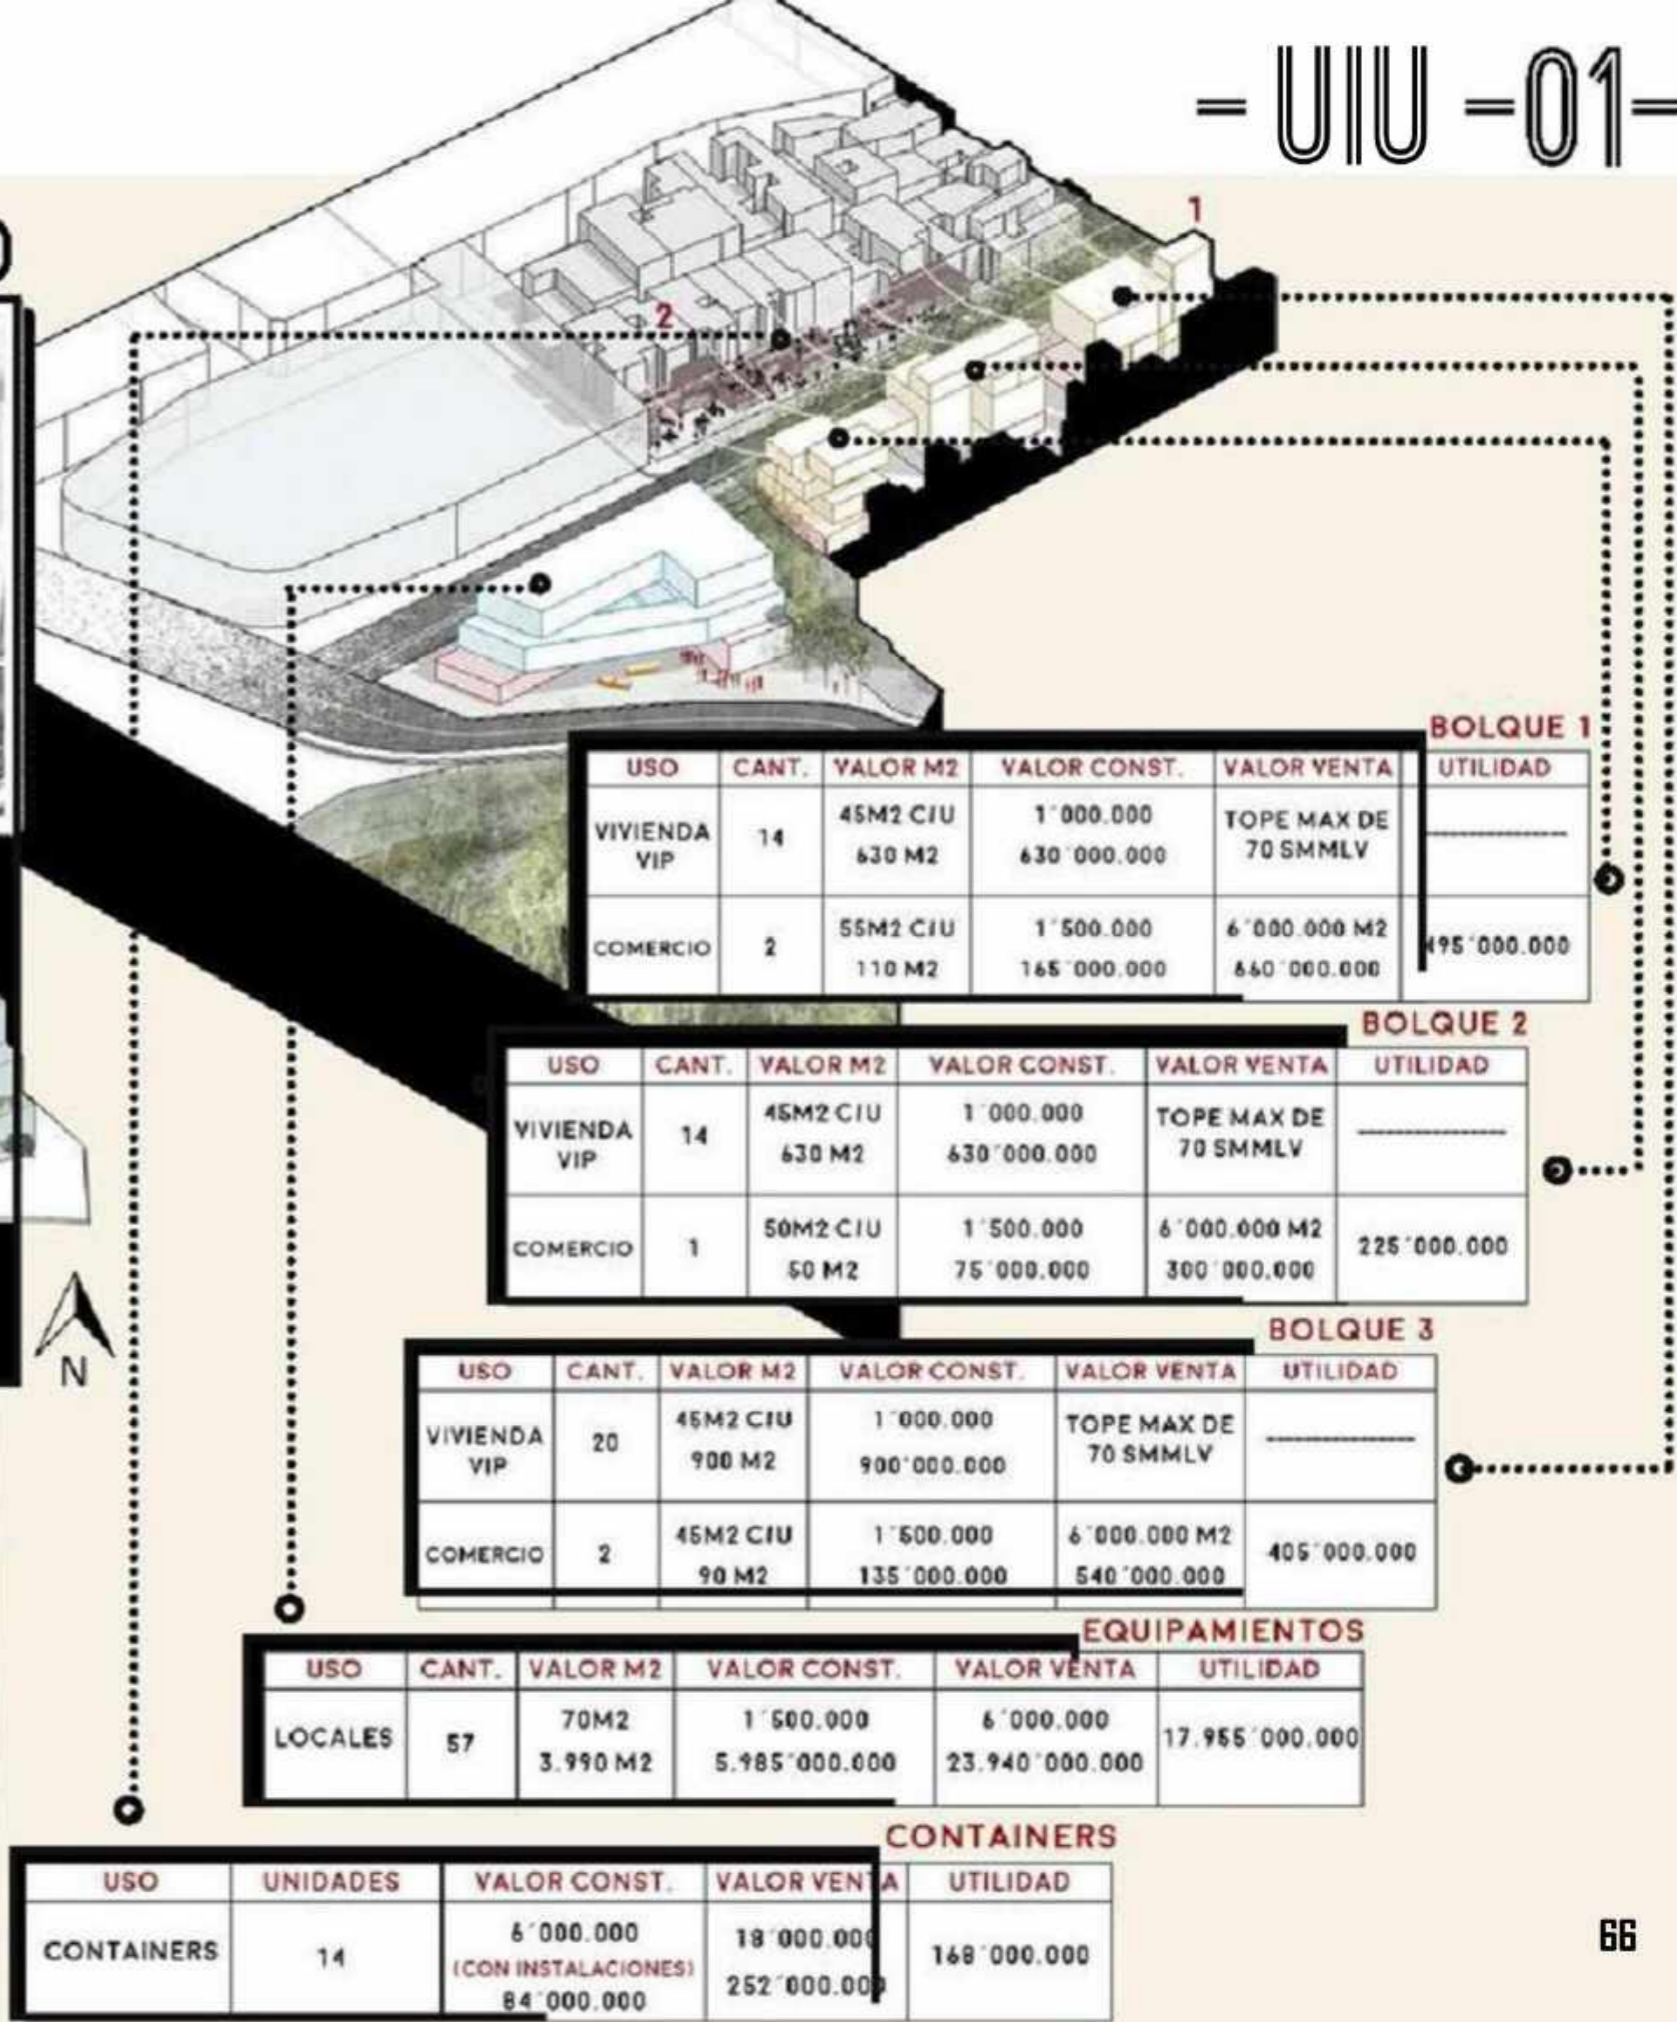 - UIU -01-
1
2
BOLQUE 1
USO CANT. VALOR M2 VALOR CONST. VALOR VENTA UTILIDAD
VIVIENDA VIP 14 45M2 C/U 1´000.000 TOPE MAX DE 70 SMMLV ------------------
630 M2 630´000.000
COMERCIO 2 55M2 C/U 1´500.000 6´000.000 M2 495´000.000
110 M2 165´000.000 660´000.000
BOLQUE 2
USO CANT. VALOR M2 VALOR CONST. VALOR VENTA UTILIDAD
VIVIENDA VIP 14 45M2 C/U 1´000.000 TOPE MAX DE 70 SMMLV ------------------
630 M2 630´000.000
COMERCIO 1 50M2 C/U 1´500.000 6´000.000 M2 225´000.000
50 M2 75´000.000 300´000.000
N
BOLQUE 3
USO CANT. VALOR M2 VALOR CONST. VALOR VENTA UTILIDAD
VIVIENDA VIP 20 45M2 C/U 1´000.000 TOPE MAX DE 70 SMMLV ------------------
900 M2 900´000.000
COMERCIO 2 45M2 C/U 1´500.000 6´000.000 M2 405´000.000
90 M2 135´000.000 540´000.000
EQUIPAMIENTOS
USO CANT. VALOR M2 VALOR CONST. VALOR VENTA UTILIDAD
LOCALES 57 70M2 1´500.000 6´000.000 17.955´000.000
3.990 M2 5.985´000.000 23.940´000.000
CONTAINERS
USO UNIDADES VALOR CONST. VALOR VENTA UTILIDAD
CONTAINERS 14 6´000.000 18´000.000 168´000.000
(CON INSTALACIONES)
84´000.000 252´000.000
66